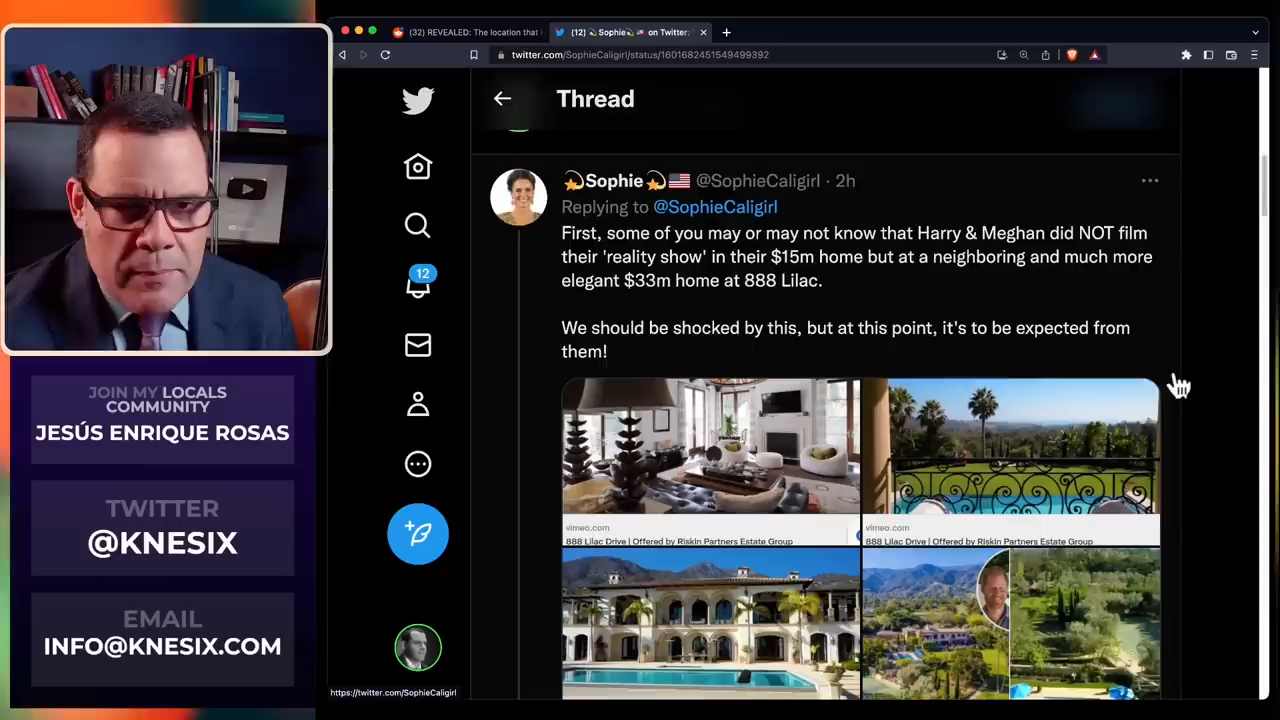 (32) REVEALED: The location that
(12) 💫Sophie💫 🇺🇸 on Twitter:
twitter.com/SophieCaligirl/status/1601682451549499392
Thread
💫Sophie💫🇺🇸 @SophieCaligirl · 2h
Replying to @SophieCaligirl
First, some of you may or may not know that Harry & Meghan did NOT film
their 'reality show' in their $15m home but at a neighboring and much more
elegant $33m home at 888 Lilac.
We should be shocked by this, but at this point, it's to be expected from
them!
vimeo.com
888 Lilac Drive | Offered by Riskin Partners Estate Group
vimeo.com
888 Lilac Drive | Offered by Riskin Partners Estate Group
12
https://twitter.com/SophieCaligirl
JOIN MY LOCALS
COMMUNITY
JESÚS ENRIQUE ROSAS
TWITTER
@KNESIX
EMAIL
INFO@KNESIX.COM